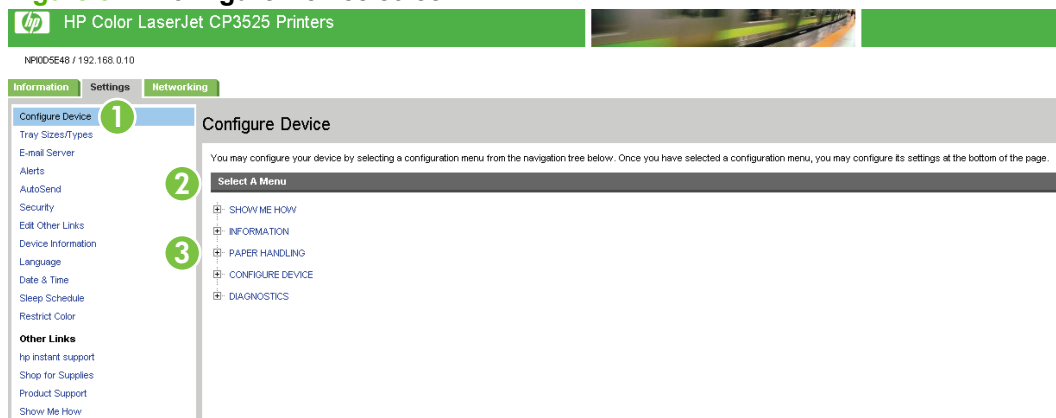 hp HP Color LaserJet CP3525 Printers
NPI0D5E48 / 192.168.0.10
Information Settings Networking
Configure Device
1
Tray Sizes/Types
E-mail Server
Alerts
AutoSend
Security
Edit Other Links
Device Information
Language
Date & Time
Sleep Schedule
Restrict Color
Other Links
hp instant support
Shop for Supplies
Product Support
Show Me How
Configure Device
You may configure your device by selecting a configuration menu from the navigation tree below. Once you have selected a configuration menu, you may configure its settings at the bottom of the page.
2 Select A Menu
SHOW ME HOW
INFORMATION
3 PAPER HANDLING
CONFIGURE DEVICE
DIAGNOSTICS